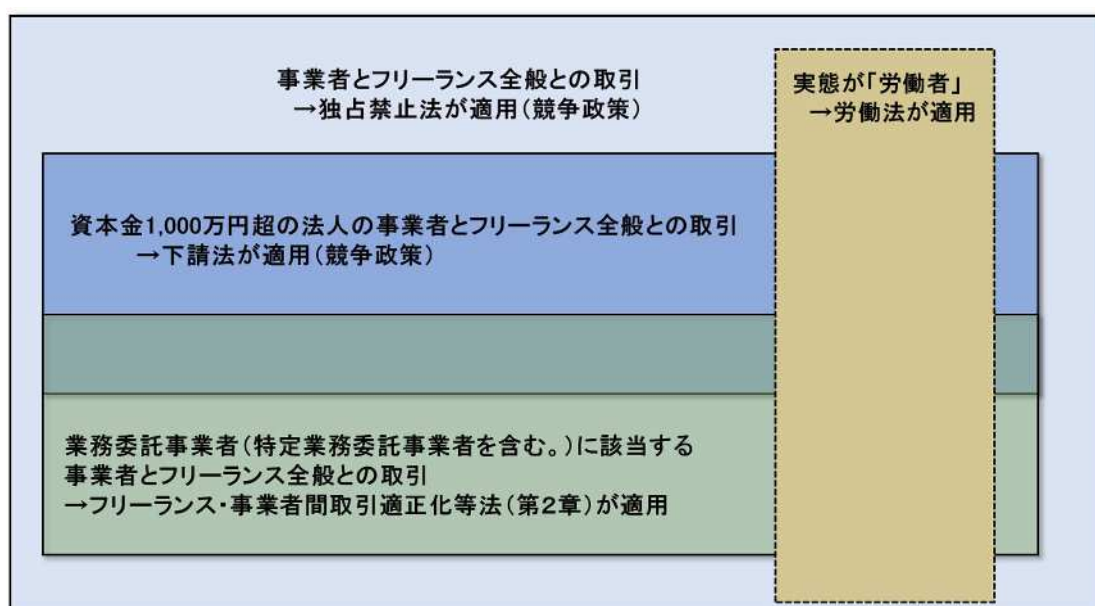 事業者とフリーランス全般との取引
→独占禁止法が適用（競争政策）
実態が「労働者」
→労働法が適用
資本金1,000万円超の法人の事業者とフリーランス全般との取引
→下請法が適用（競争政策）
業務委託事業者（特定業務委託事業者を含む。）に該当する
事業者とフリーランス全般との取引
→フリーランス・事業者間取引適正化等法（第２章）が適用